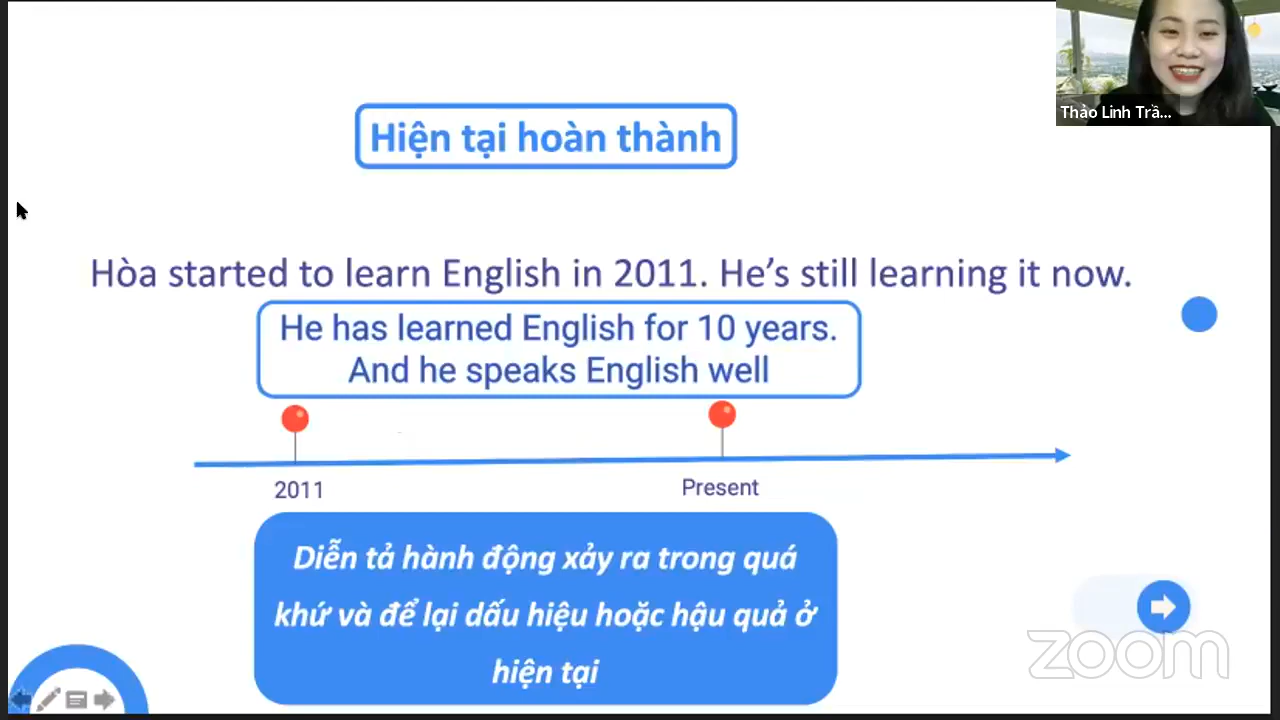 Thảo Linh Trầ...
Hiện tại hoàn thành
Hòa started to learn English in 2011. He's still learning it now.
He has learned English for 10 years.
And he speaks English well
2011
Present
Diễn tả hành động xảy ra trong quá
khứ và để lại dấu hiệu hoặc hậu quả ở
hiện tại
zoom